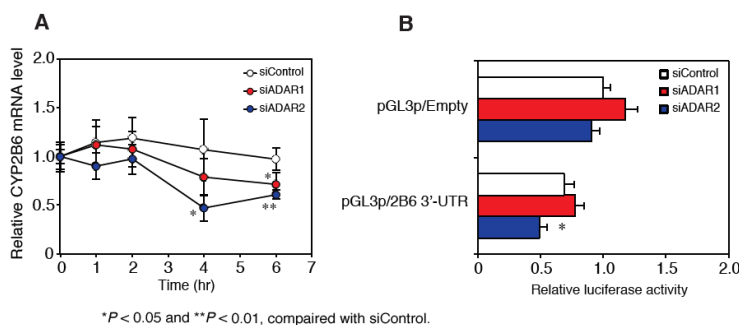 A
Relative CYP2B6 mRNA level
2.0
1.5
1.0
0.5
0
siControl
siADAR1
siADAR2
*
*
**
0 1 2 3 4 5 6 7
Time (hr)
B
pGL3p/Empty
pGL3p/2B6 3'-UTR
siControl
siADAR1
siADAR2
*
0 0.5 1.0 2.0
Relative luciferase activity
*P < 0.05 and **P < 0.01, compaired with siControl.